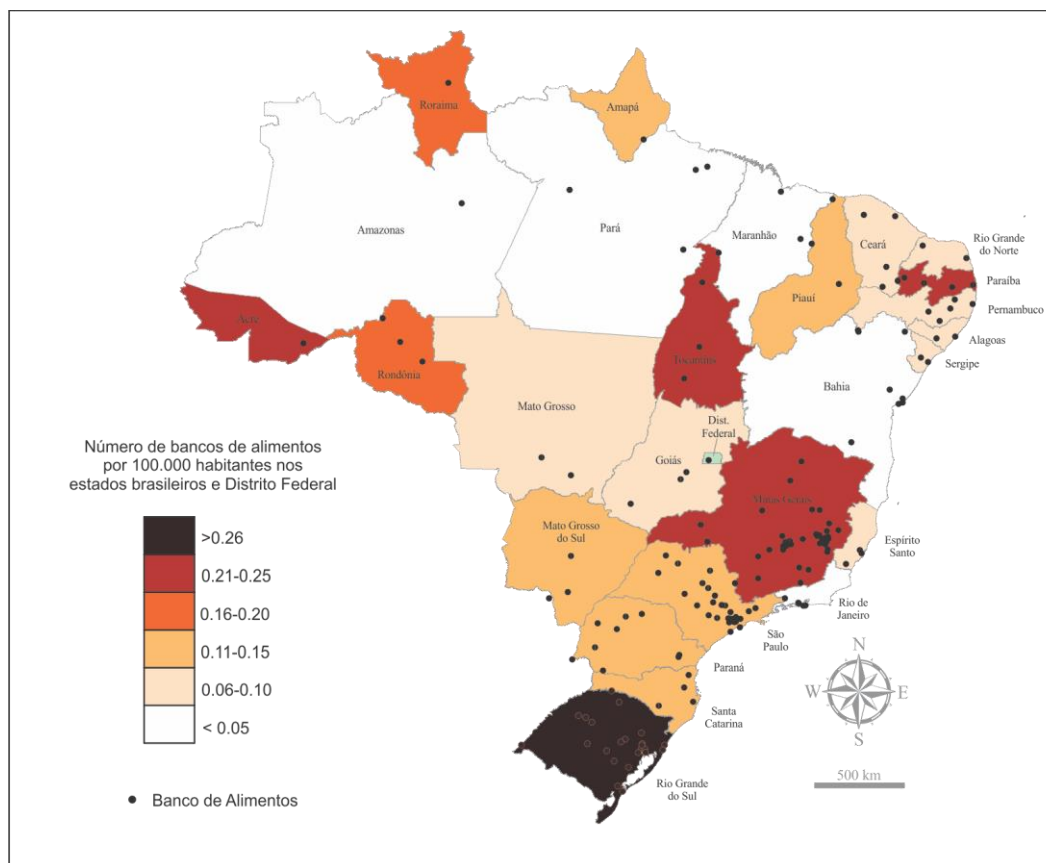 Roraima
Amapá
Amazonas
Pará
Maranhão
Ceará
Rio Grande
do Norte
Paraíba
Piauí
Pernambuco
Acre
Alagoas
Tocantins
Sergipe
Rondônia
Bahia
Mato Grosso
Dist.
Federal
Goiás
Minas Gerais
Mato Grosso
do Sul
Espírito
Santo
Rio de
Janeiro
São
Paulo
Paraná
Santa
Catarina
Rio Grande
do Sul
Número de bancos de alimentos
por 100.000 habitantes nos
estados brasileiros e Distrito Federal
>0.26
0.21-0.25
0.16-0.20
0.11-0.15
0.06-0.10
< 0.05
Banco de Alimentos
N
W
E
S
500 km